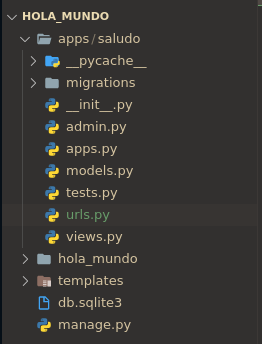 HOLA_MUNDO
apps/saludo
__pycache__
migrations
__init__.py
admin.py
apps.py
models.py
tests.py
urls.py
views.py
hola_mundo
templates
db.sqlite3
manage.py